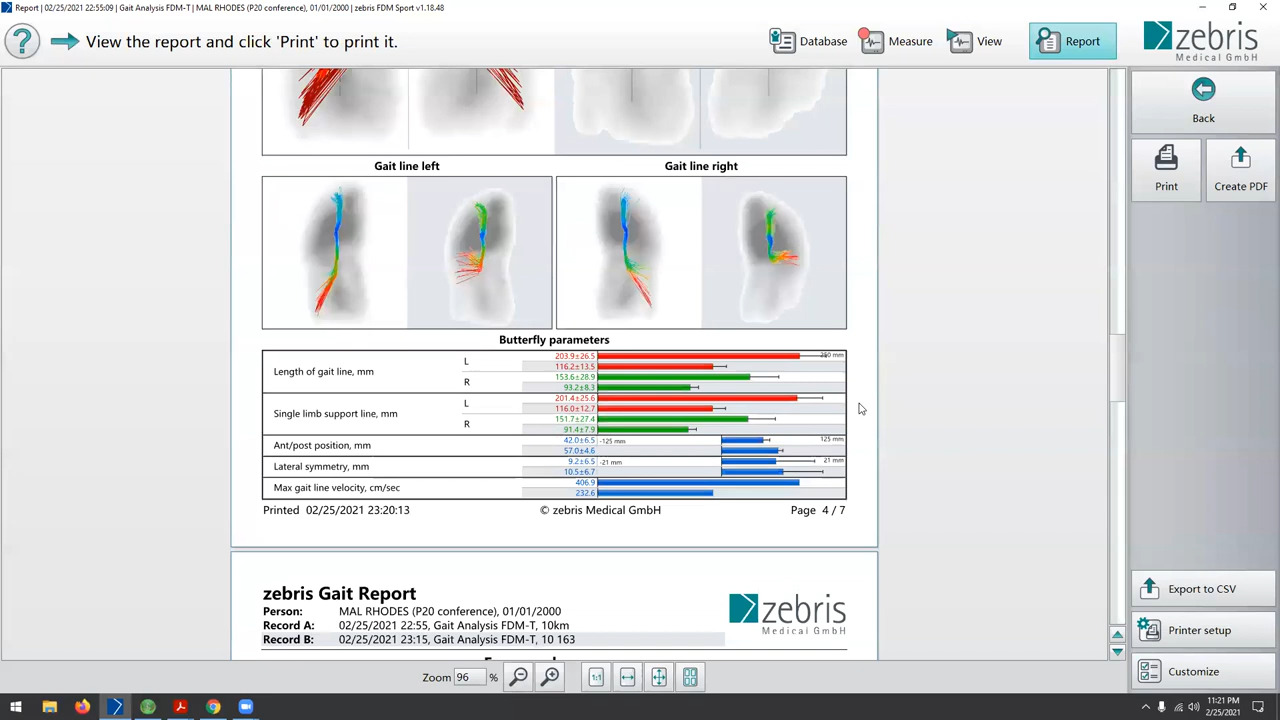 Report | 02/25/2021 22:55:09 | Gait Analysis FDM-T | MAL RHODES (P20 conference), 01/01/2000 | zebris FDM Sport v1.18.48
View the report and click 'Print' to print it.
Database
Measure
View
Report
zebris
Medical GmbH
Back
Print
Create PDF
Gait line left
Gait line right
Butterfly parameters
Length of gait line, mm
L
203.9±26.5
250 mm
116.2±13.5
R
153.6±28.9
93.2±8.3
Single limb support line, mm
L
201.4±25.6
116.0±12.7
R
151.7±27.4
91.4±7.9
Ant/post position, mm
42.0±6.5
-125 mm
125 mm
57.0±4.6
Lateral symmetry, mm
9.2±6.5
-21 mm
21 mm
10.5±6.7
Max gait line velocity, cm/sec
406.9
232.6
Printed 02/25/2021 23:20:13
© zebris Medical GmbH
Page 4 / 7
zebris Gait Report
Person: MAL RHODES (P20 conference), 01/01/2000
Record A: 02/25/2021 22:55, Gait Analysis FDM-T, 10km
Record B: 02/25/2021 23:15, Gait Analysis FDM-T, 10 163
zebris
Medical GmbH
Export to CSV
Printer setup
Customize
Zoom 96 %
1:1
11:21 PM
2/25/2021